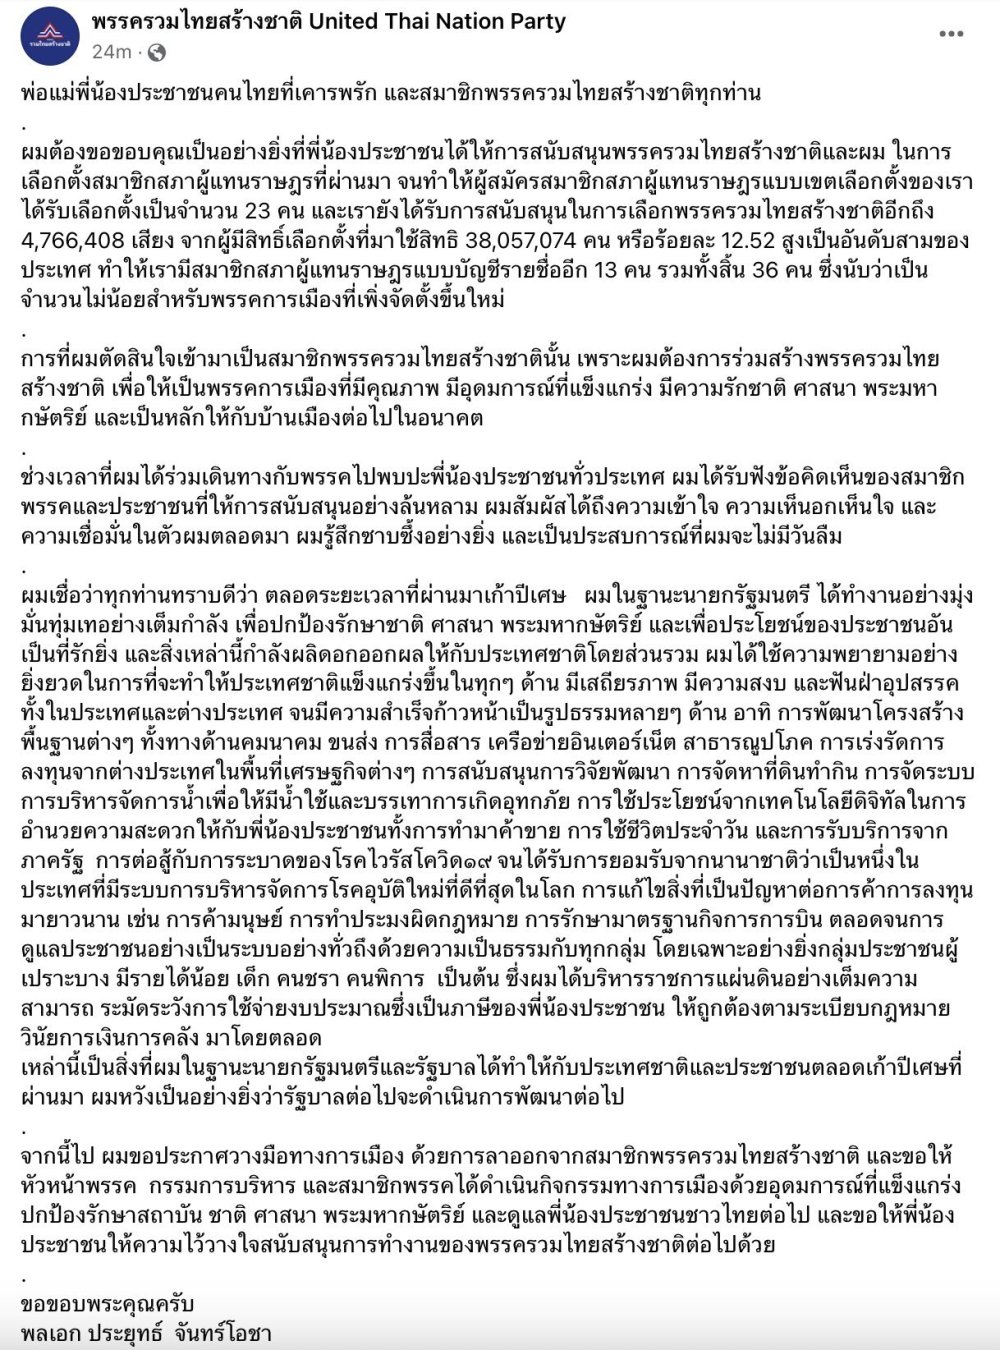 พรรครวมไทยสร้างชาติ United Thai Nation Party
24m ·
รวมไทยสร้างชาติ
พ่อแม่พี่น้องประชาชนคนไทยที่เคารพรัก และสมาชิกพรรครวมไทยสร้างชาติทุกท่าน
.
ผมต้องขอขอบคุณเป็นอย่างยิ่งที่พี่น้องประชาชนได้ให้การสนับสนุนพรรครวมไทยสร้างชาติและผม ในการ
เลือกตั้งสมาชิกสภาผู้แทนราษฎรที่ผ่านมา จนทำให้ผู้สมัครสมาชิกสภาผู้แทนราษฎรแบบเขตเลือกตั้งของเรา
ได้รับเลือกตั้งเป็นจำนวน 23 คน และเรายังได้รับการสนับสนุนในการเลือกพรรครวมไทยสร้างชาติอีกถึง
4,766,408 เสียง จากผู้มีสิทธิ์เลือกตั้งที่มาใช้สิทธิ 38,057,074 คน หรือร้อยละ 12.52 สูงเป็นอันดับสามของ
ประเทศ ทำให้เรามีสมาชิกสภาผู้แทนราษฎรแบบบัญชีรายชื่ออีก 13 คน รวมทั้งสิ้น 36 คน ซึ่งนับว่าเป็น
จำนวนไม่น้อยสำหรับพรรคการเมืองที่เพิ่งจัดตั้งขึ้นใหม่
.
การที่ผมตัดสินใจเข้ามาเป็นสมาชิกพรรครวมไทยสร้างชาตินั้น เพราะผมต้องการร่วมสร้างพรรครวมไทย
สร้างชาติ เพื่อให้เป็นพรรคการเมืองที่มีคุณภาพ มีอุดมการณ์ที่แข็งแกร่ง มีความรักชาติ ศาสนา พระมหา
กษัตริย์ และเป็นหลักให้กับบ้านเมืองต่อไปในอนาคต
.
ช่วงเวลาที่ผมได้ร่วมเดินทางกับพรรคไปพบปะพี่น้องประชาชนทั่วประเทศ ผมได้รับฟังข้อคิดเห็นของสมาชิก
พรรคและประชาชนที่ให้การสนับสนุนอย่างล้นหลาม ผมสัมผัสได้ถึงความเข้าใจ ความเห็นอกเห็นใจ และ
ความเชื่อมั่นในตัวผมตลอดมา ผมรู้สึกซาบซึ้งอย่างยิ่ง และเป็นประสบการณ์ที่ผมจะไม่มีวันลืม
.
ผมเชื่อว่าทุกท่านทราบดีว่า ตลอดระยะเวลาที่ผ่านมาเก้าปีเศษ ผมในฐานะนายกรัฐมนตรี ได้ทำงานอย่างมุ่ง
มั่นทุ่มเทอย่างเต็มกำลัง เพื่อปกป้องรักษาชาติ ศาสนา พระมหากษัตริย์ และเพื่อประโยชน์ของประชาชนอัน
เป็นที่รักยิ่ง และสิ่งเหล่านี้กำลังผลิดอกออกผลให้กับประเทศชาติโดยส่วนรวม ผมได้ใช้ความพยายามอย่าง
ยิ่งยวดในการที่จะทำให้ประเทศชาติแข็งแกร่งขึ้นในทุกๆ ด้าน มีเสถียรภาพ มีความสงบ และฟันฝ่าอุปสรรค
ทั้งในประเทศและต่างประเทศ จนมีความสำเร็จก้าวหน้าเป็นรูปธรรมหลายๆ ด้าน อาทิ การพัฒนาโครงสร้าง
พื้นฐานต่างๆ ทั้งทางด้านคมนาคม ขนส่ง การสื่อสาร เครือข่ายอินเตอร์เน็ต สาธารณูปโภค การเร่งรัดการ
ลงทุนจากต่างประเทศในพื้นที่เศรษฐกิจต่างๆ การสนับสนุนการวิจัยพัฒนา การจัดหาที่ดินทำกิน การจัดระบบ
การบริหารจัดการน้ำเพื่อให้มีน้ำใช้และบรรเทาการเกิดอุทกภัย การใช้ประโยชน์จากเทคโนโลยีดิจิทัลในการ
อำนวยความสะดวกให้กับพี่น้องประชาชนทั้งการทำมาค้าขาย การใช้ชีวิตประจำวัน และการรับบริการจาก
ภาครัฐ การต่อสู้กับการระบาดของโรคไวรัสโควิด๑๙ จนได้รับการยอมรับจากนานาชาติว่าเป็นหนึ่งใน
ประเทศที่มีระบบการบริหารจัดการโรคอุบัติใหม่ที่ดีที่สุดในโลก การแก้ไขสิ่งที่เป็นปัญหาต่อการค้าการลงทุน
มายาวนาน เช่น การค้ามนุษย์ การทำประมงผิดกฎหมาย การรักษามาตรฐานกิจการการบิน ตลอดจนการ
ดูแลประชาชนอย่างเป็นระบบอย่างทั่วถึงด้วยความเป็นธรรมกับทุกกลุ่ม โดยเฉพาะอย่างยิ่งกลุ่มประชาชนผู้
เปราะบาง มีรายได้น้อย เด็ก คนชรา คนพิการ เป็นต้น ซึ่งผมได้บริหารราชการแผ่นดินอย่างเต็มความ
สามารถ ระมัดระวังการใช้จ่ายงบประมาณซึ่งเป็นภาษีของพี่น้องประชาชน ให้ถูกต้องตามระเบียบกฎหมาย
วินัยการเงินการคลัง มาโดยตลอด
เหล่านี้เป็นสิ่งที่ผมในฐานะนายกรัฐมนตรีและรัฐบาลได้ทำให้กับประเทศชาติและประชาชนตลอดเก้าปีเศษที่
ผ่านมา ผมหวังเป็นอย่างยิ่งว่ารัฐบาลต่อไปจะดำเนินการพัฒนาต่อไป
.
จากนี้ไป ผมขอประกาศวางมือทางการเมือง ด้วยการลาออกจากสมาชิกพรรครวมไทยสร้างชาติ และขอให้
หัวหน้าพรรค กรรมการบริหาร และสมาชิกพรรคได้ดำเนินกิจกรรมทางการเมืองด้วยอุดมการณ์ที่แข็งแกร่ง
ปกป้องรักษาสถาบัน ชาติ ศาสนา พระมหากษัตริย์ และดูแลพี่น้องประชาชนชาวไทยต่อไป และขอให้พี่น้อง
ประชาชนให้ความไว้วางใจสนับสนุนการทำงานของพรรครวมไทยสร้างชาติต่อไปด้วย
.
ขอขอบพระคุณครับ
พลเอก ประยุทธ์ จันทร์โอชา